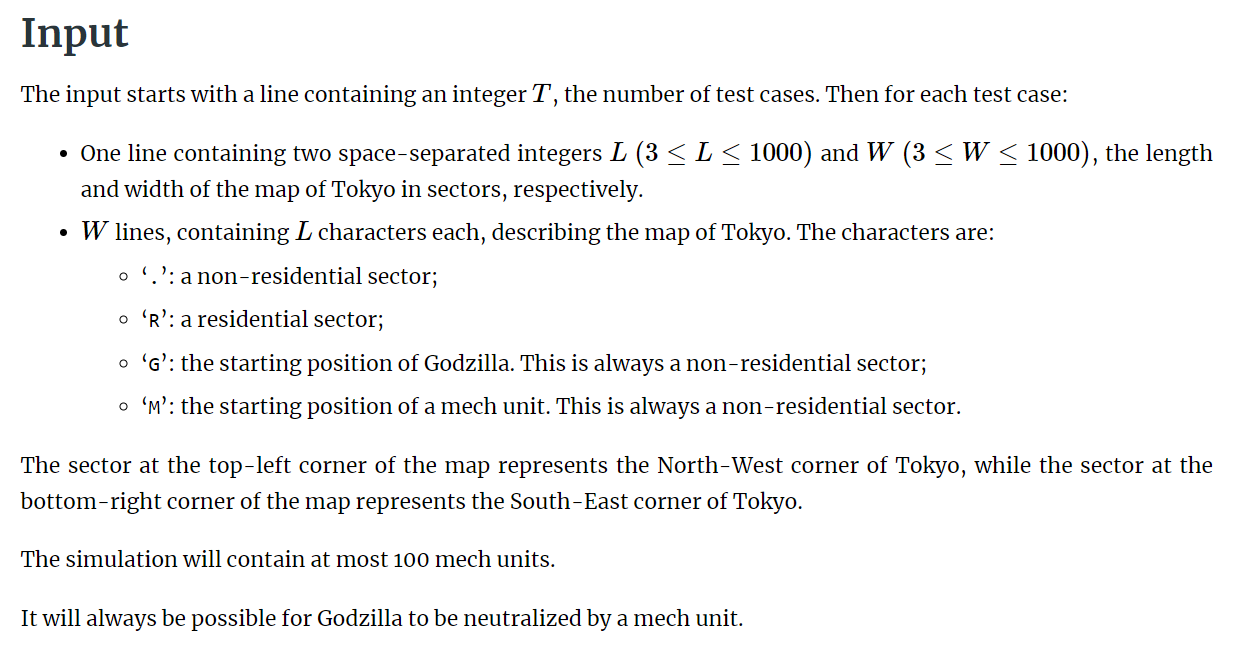 Input
The input starts with a line containing an integer T, the number of test cases. Then for each test case:
• One line containing two space-separated integers L (3 ≤ L ≤ 1000) and W (3 ≤ W ≤ 1000), the length
and width of the map of Tokyo in sectors, respectively.
• W lines, containing L characters each, describing the map of Tokyo. The characters are:
◦ ‘.’: a non-residential sector;
◦ ‘R’: a residential sector;
◦ ‘G’: the starting position of Godzilla. This is always a non-residential sector;
◦ ‘M’: the starting position of a mech unit. This is always a non-residential sector.
The sector at the top-left corner of the map represents the North-West corner of Tokyo, while the sector at the
bottom-right corner of the map represents the South-East corner of Tokyo.
The simulation will contain at most 100 mech units.
It will always be possible for Godzilla to be neutralized by a mech unit.